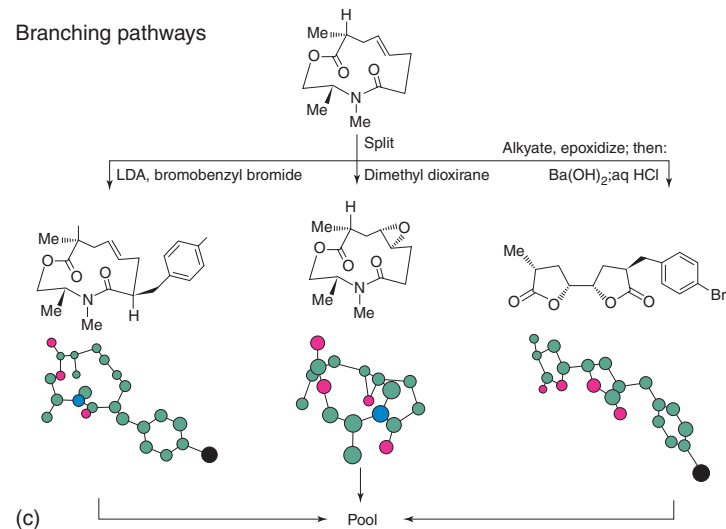 Branching pathways
H
Me
O
O
O
N
Me
Me
Split
Alkyate, epoxidize; then:
LDA, bromobenzyl bromide
Dimethyl dioxirane
Ba(OH)2;aq HCl
Me
O
O
O
N
Me
Me
H
H
Me
O
O
O
O
N
Me
Me
Me
O
O
O
O
Br
(c)
Pool